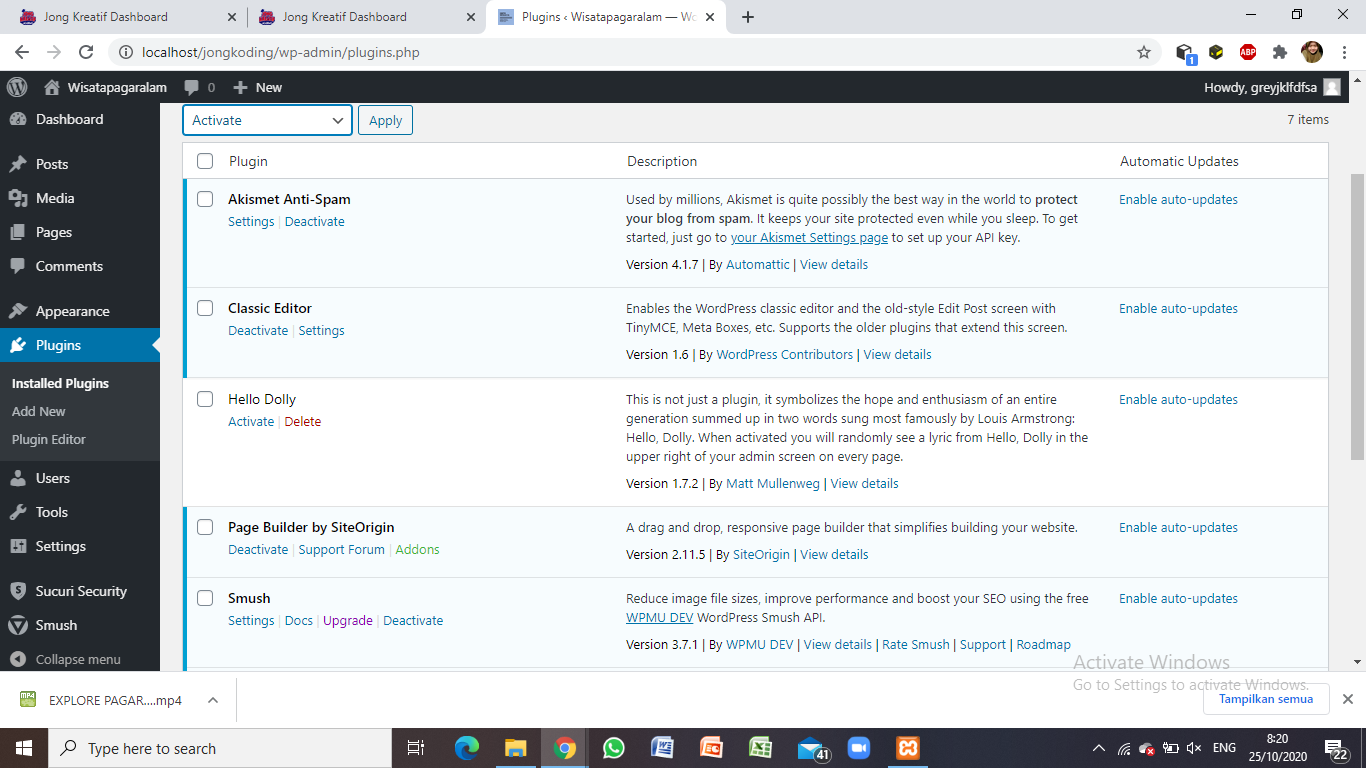 Jong Kreatif Dashboard
Jong Kreatif Dashboard
Plugins ‹ Wisatapagaralam — Wo
localhost/jongkoding/wp-admin/plugins.php
1
ABP
Wisatapagaralam
0
New
Howdy, greyjklfdfsa
Dashboard
Posts
Media
Pages
Comments
Appearance
Plugins
Installed Plugins
Add New
Plugin Editor
Users
Tools
Settings
Sucuri Security
Smush
Collapse menu
Activate
Apply
7 items
Plugin
Description
Automatic Updates
Akismet Anti-Spam
Settings | Deactivate
Used by millions, Akismet is quite possibly the best way in the world to protect
your blog from spam. It keeps your site protected even while you sleep. To get
started, just go to your Akismet Settings page to set up your API key.
Version 4.1.7 | By Automattic | View details
Enable auto-updates
Classic Editor
Deactivate | Settings
Enables the WordPress classic editor and the old-style Edit Post screen with
TinyMCE, Meta Boxes, etc. Supports the older plugins that extend this screen.
Version 1.6 | By WordPress Contributors | View details
Enable auto-updates
Hello Dolly
Activate | Delete
This is not just a plugin, it symbolizes the hope and enthusiasm of an entire
generation summed up in two words sung most famously by Louis Armstrong:
Hello, Dolly. When activated you will randomly see a lyric from Hello, Dolly in the
upper right of your admin screen on every page.
Version 1.7.2 | By Matt Mullenweg | View details
Enable auto-updates
Page Builder by SiteOrigin
Deactivate | Support Forum | Addons
A drag and drop, responsive page builder that simplifies building your website.
Version 2.11.5 | By SiteOrigin | View details
Enable auto-updates
Smush
Settings | Docs | Upgrade | Deactivate
Reduce image file sizes, improve performance and boost your SEO using the free
WPMU DEV WordPress Smush API.
Version 3.7.1 | By WPMU DEV | View details | Rate Smush | Support | Roadmap
Enable auto-updates
Activate Windows
Go to Settings to activate Windows.
EXPLORE PAGAR....mp4
Tampilkan semua
Type here to search
41
ENG
8:20
25/10/2020
22